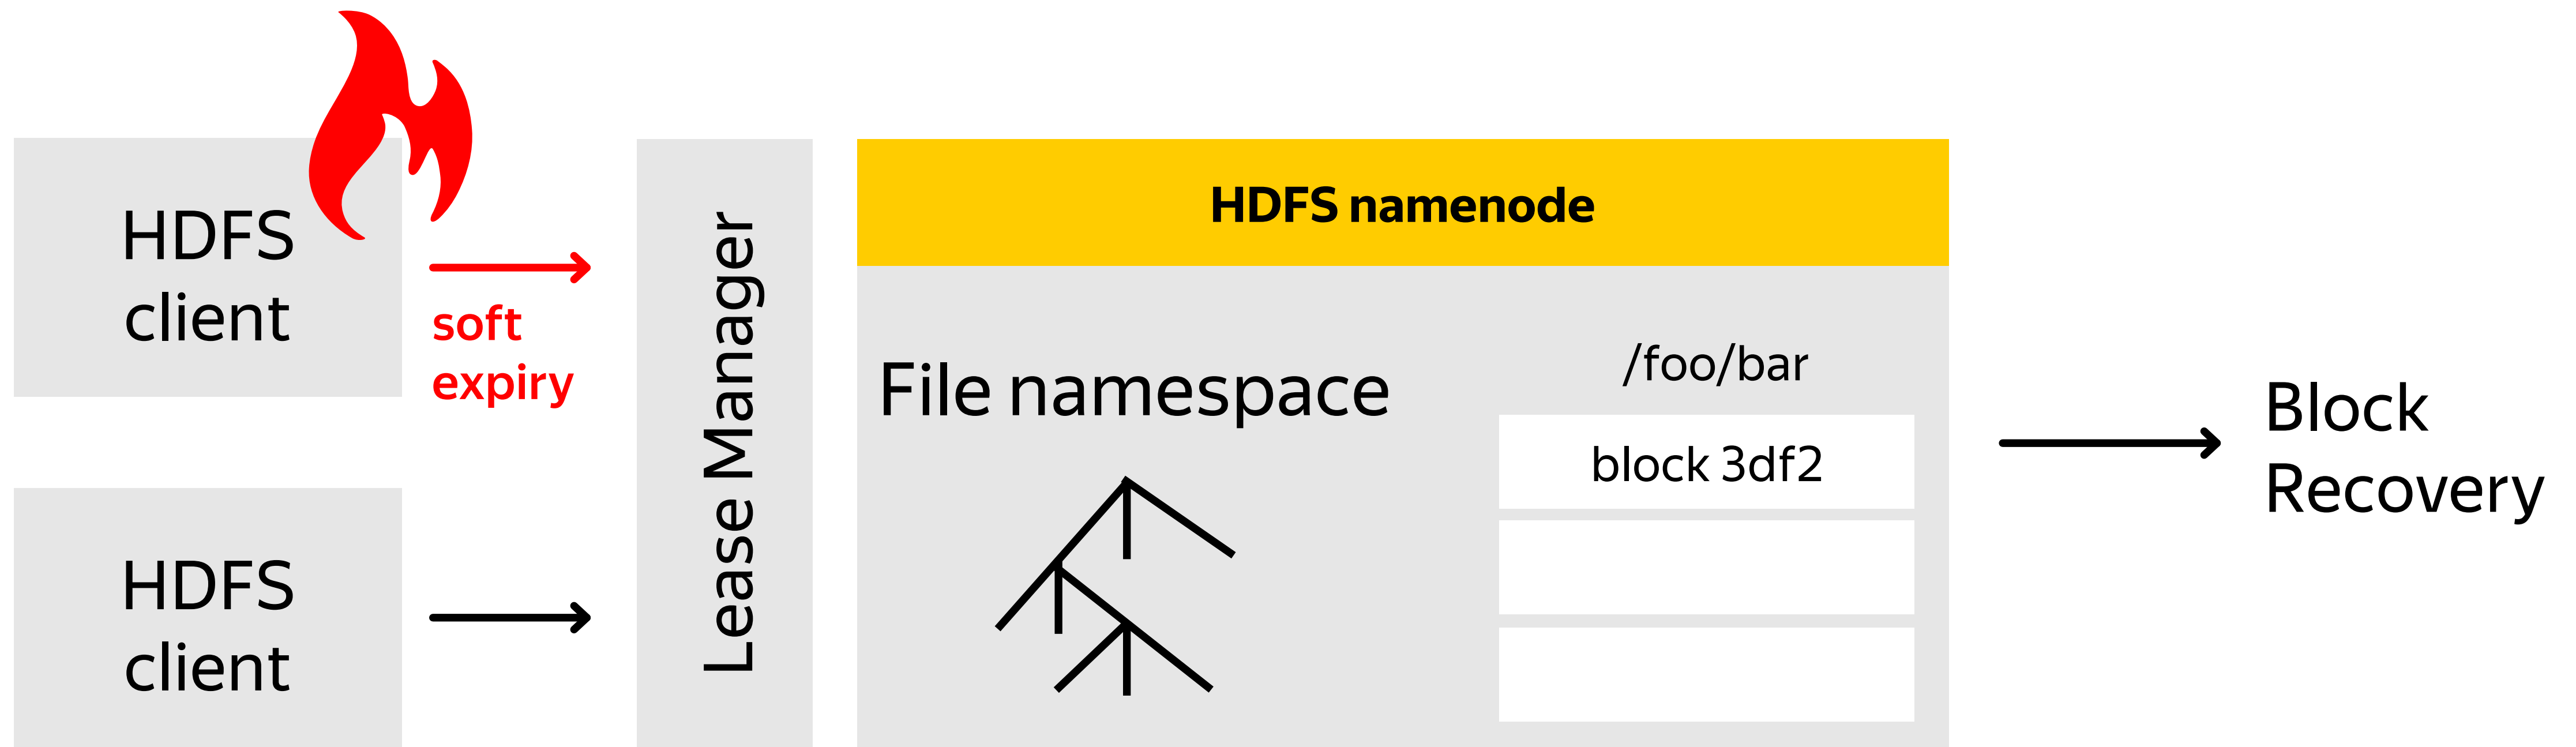 HDFS
client
soft
expiry
HDFS
client
Lease Manager
HDFS namenode
File namespace
/foo/bar
block 3df2
Block
Recovery